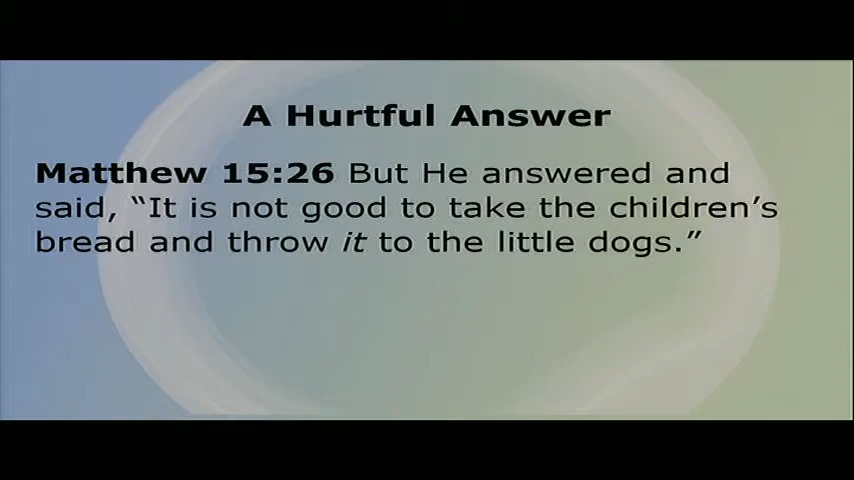 A Hurtful Answer
Matthew 15:26 But He answered and
said, “It is not good to take the children’s
bread and throw it to the little dogs.”